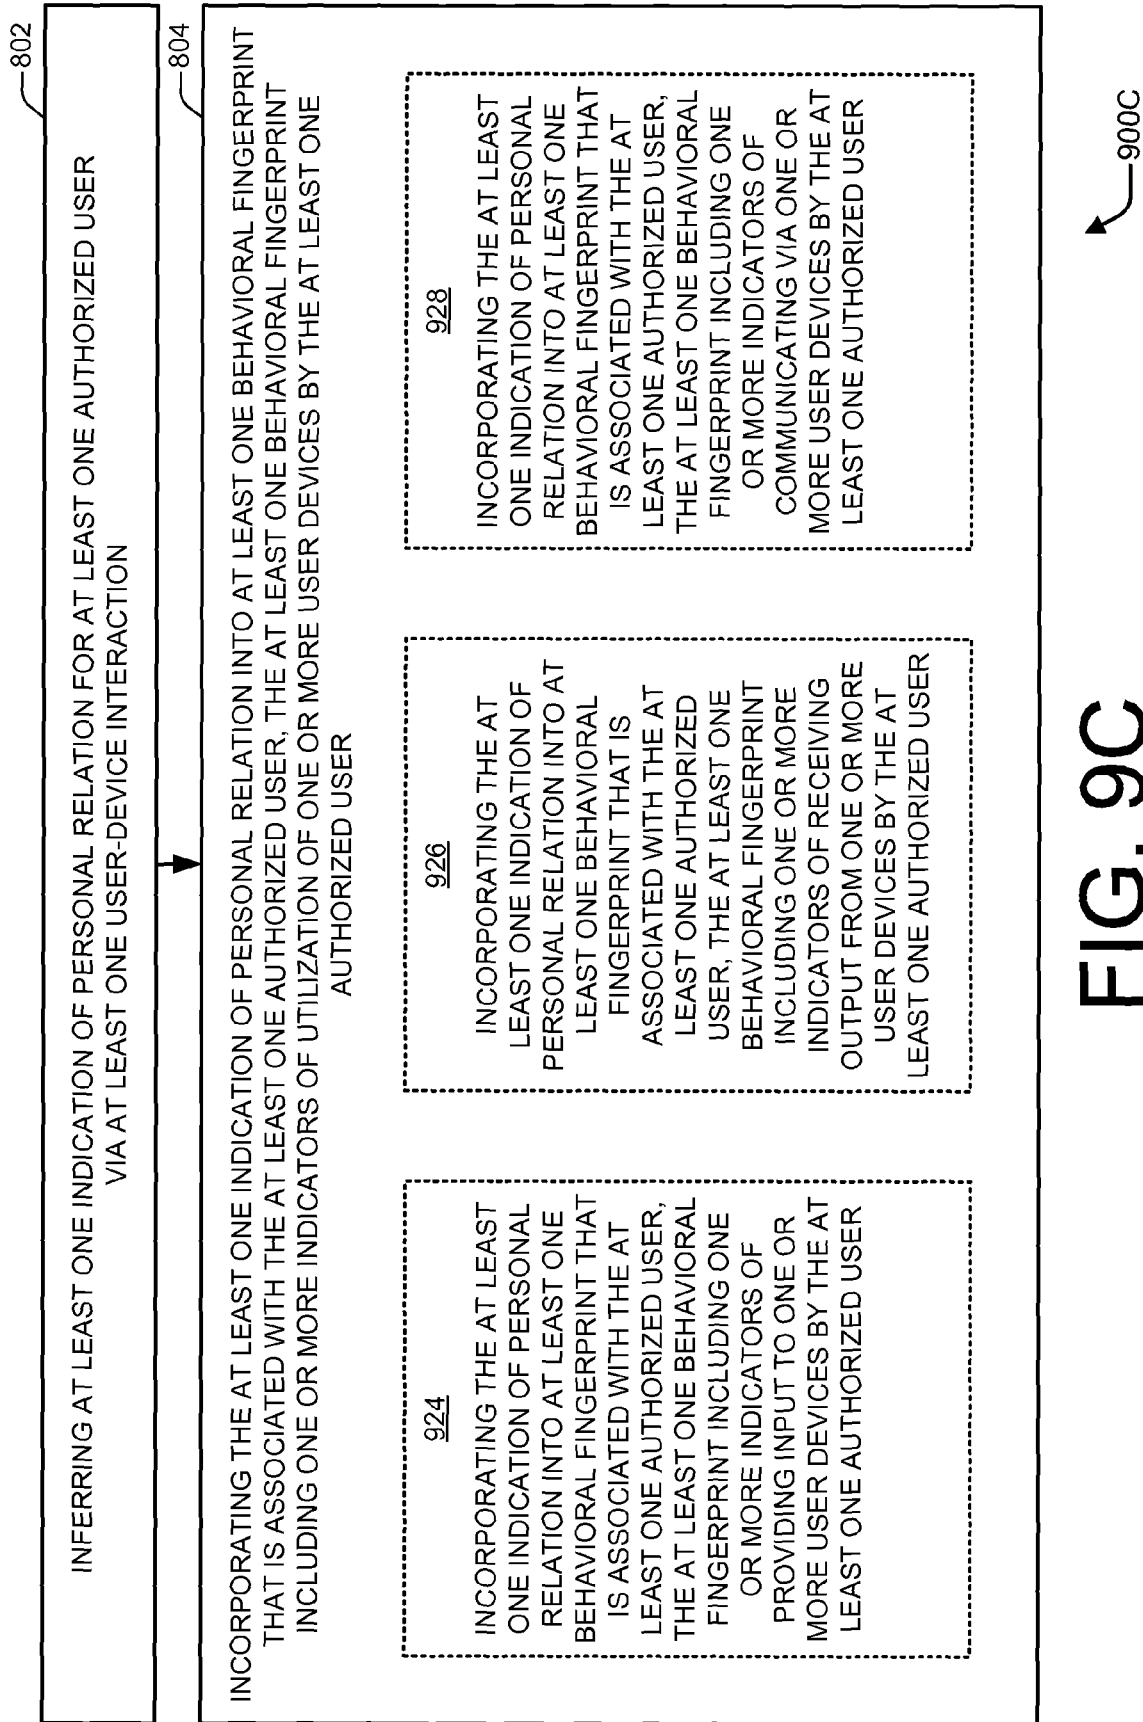 802
INFERRING AT LEAST ONE INDICATION OF PERSONAL RELATION FOR AT LEAST ONE AUTHORIZED USER
VIA AT LEAST ONE USER-DEVICE INTERACTION
804
INCORPORATING THE AT LEAST ONE INDICATION OF PERSONAL RELATION INTO AT LEAST ONE BEHAVIORAL FINGERPRINT
THAT IS ASSOCIATED WITH THE AT LEAST ONE AUTHORIZED USER, THE AT LEAST ONE BEHAVIORAL FINGERPRINT
INCLUDING ONE OR MORE INDICATORS OF UTILIZATION OF ONE OR MORE USER DEVICES BY THE AT LEAST ONE
AUTHORIZED USER
924
INCORPORATING THE AT LEAST
ONE INDICATION OF PERSONAL
RELATION INTO AT LEAST ONE
BEHAVIORAL FINGERPRINT THAT
IS ASSOCIATED WITH THE AT
LEAST ONE AUTHORIZED USER,
THE AT LEAST ONE BEHAVIORAL
FINGERPRINT INCLUDING ONE
OR MORE INDICATORS OF
PROVIDING INPUT TO ONE OR
MORE USER DEVICES BY THE AT
LEAST ONE AUTHORIZED USER
926
INCORPORATING THE AT
LEAST ONE INDICATION OF
PERSONAL RELATION INTO AT
LEAST ONE BEHAVIORAL
FINGERPRINT THAT IS
ASSOCIATED WITH THE AT
LEAST ONE AUTHORIZED
USER, THE AT LEAST ONE
BEHAVIORAL FINGERPRINT
INCLUDING ONE OR MORE
INDICATORS OF RECEIVING
OUTPUT FROM ONE OR MORE
USER DEVICES BY THE AT
LEAST ONE AUTHORIZED USER
928
INCORPORATING THE AT LEAST
ONE INDICATION OF PERSONAL
RELATION INTO AT LEAST ONE
BEHAVIORAL FINGERPRINT THAT
IS ASSOCIATED WITH THE AT
LEAST ONE AUTHORIZED USER,
THE AT LEAST ONE BEHAVIORAL
FINGERPRINT INCLUDING ONE
OR MORE INDICATORS OF
COMMUNICATING VIA ONE OR
MORE USER DEVICES BY THE AT
LEAST ONE AUTHORIZED USER
900C
FIG. 9C